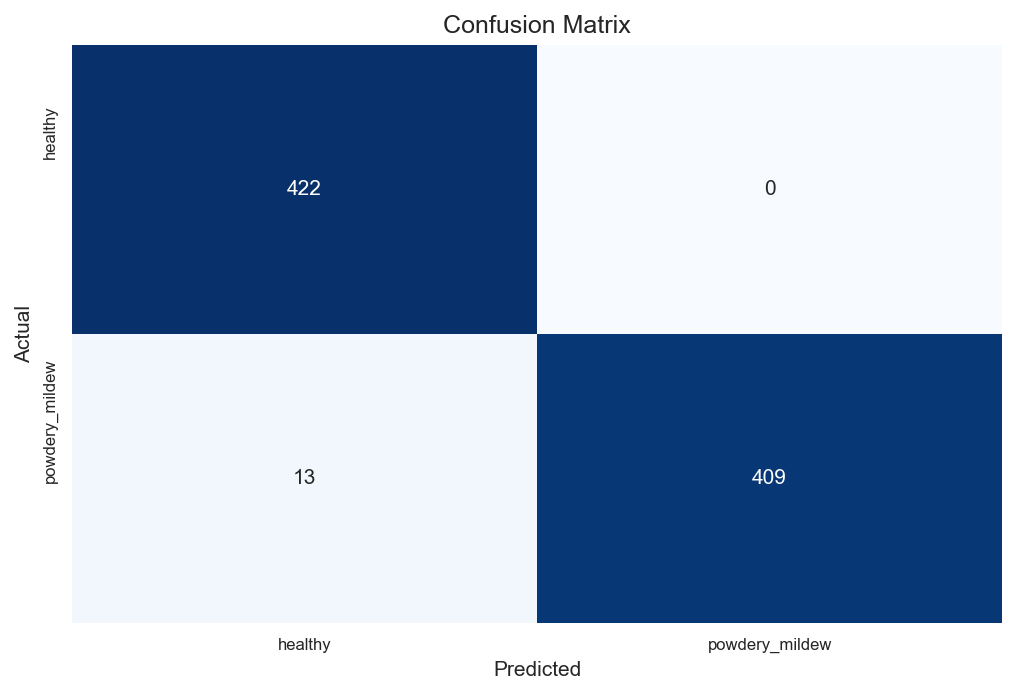 Confusion Matrix
healthy
422
0
Actual
powdery_mildew
13
409
healthy
powdery_mildew
Predicted